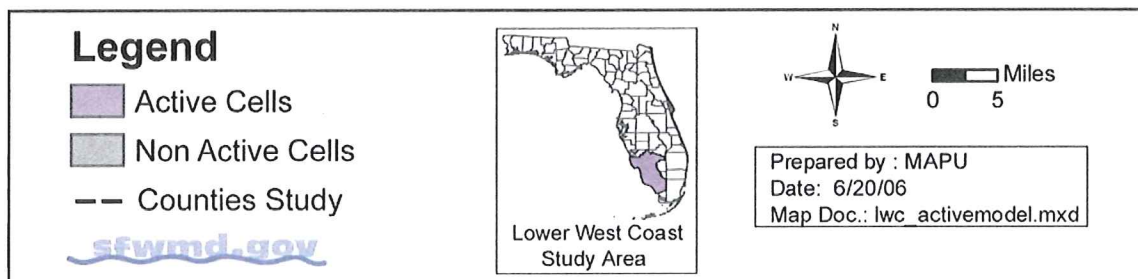 Legend
Active Cells
Non Active Cells
Counties Study
sfwmd.gov
Lower West Coast
Study Area
N
W E
S
Miles
0 5
Prepared by : MAPU
Date: 6/20/06
Map Doc.: lwc_activemodel.mxd